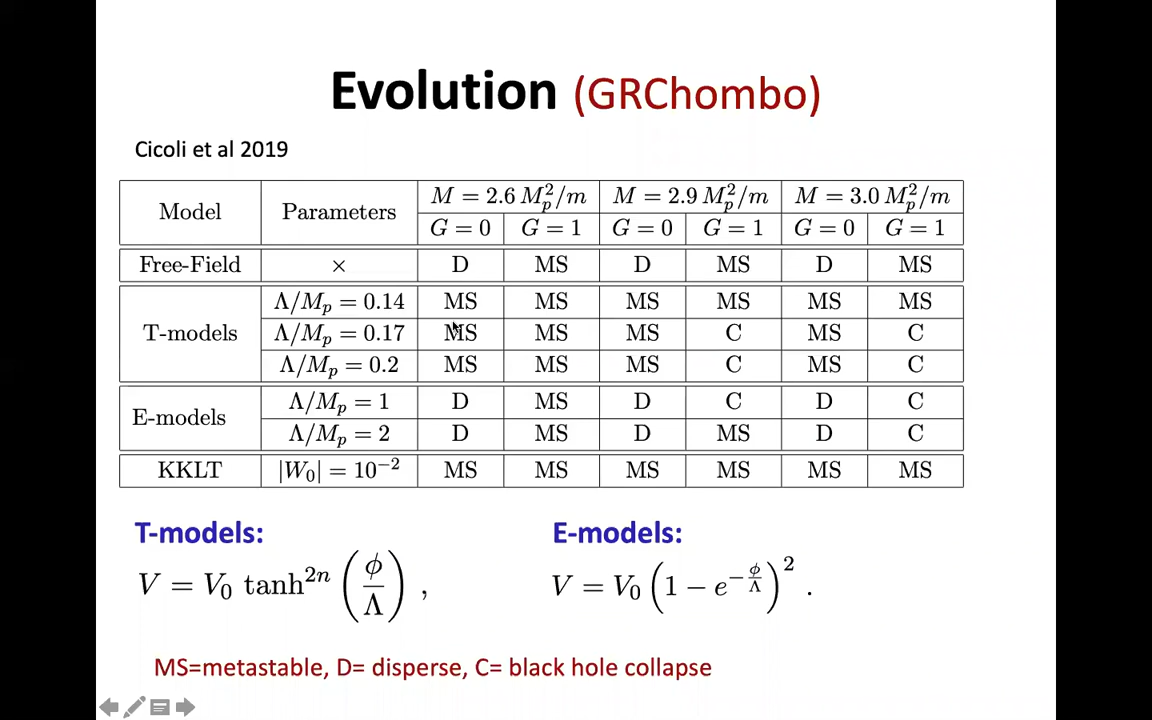 Evolution (GRChombo)
Cicoli et al 2019
Model Parameters M = 2.6 M_p^2/m M = 2.9 M_p^2/m M = 3.0 M_p^2/m
G = 0 G = 1 G = 0 G = 1 G = 0 G = 1
Free-Field × D MS D MS D MS
T-models Λ/M_p = 0.14 MS MS MS MS MS MS
Λ/M_p = 0.17 MS MS MS C MS C
Λ/M_p = 0.2 MS MS MS C MS C
E-models Λ/M_p = 1 D MS D C D C
Λ/M_p = 2 D MS D MS D C
KKLT |W_0| = 10^{-2} MS MS MS MS MS MS
T-models: E-models:
V = V_0 tanh^{2n} (ϕ/Λ) , V = V_0 (1 − e^{−ϕ/Λ})^2 .
MS=metastable, D= disperse, C= black hole collapse